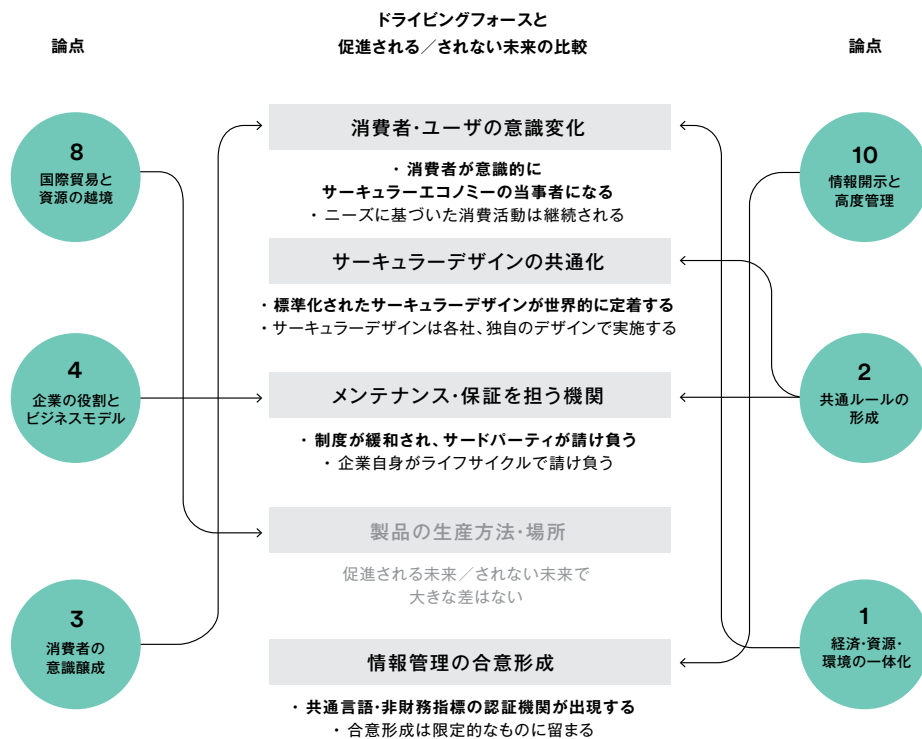 ドライビングフォースと
促進される／されない未来の比較
論点
論点
8
国際貿易と
資源の越境
4
企業の役割と
ビジネスモデル
3
消費者の
意識醸成
消費者・ユーザの意識変化
・消費者が意識的に
サーキュラーエコノミーの当事者になる
・ニーズに基づいた消費活動は継続される
サーキュラーデザインの共通化
・標準化されたサーキュラーデザインが世界的に定着する
・サーキュラーデザインは各社、独自のデザインで実施する
メンテナンス・保証を担う機関
・制度が緩和され、サードパーティが請け負う
・企業自身がライフサイクルで請け負う
製品の生産方法・場所
促進される未来／されない未来で
大きな差はない
情報管理の合意形成
・共通言語・非財務指標の認証機関が出現する
・合意形成は限定的なものに留まる
10
情報開示と
高度管理
2
共通ルールの
形成
1
経済・資源・
環境の一体化